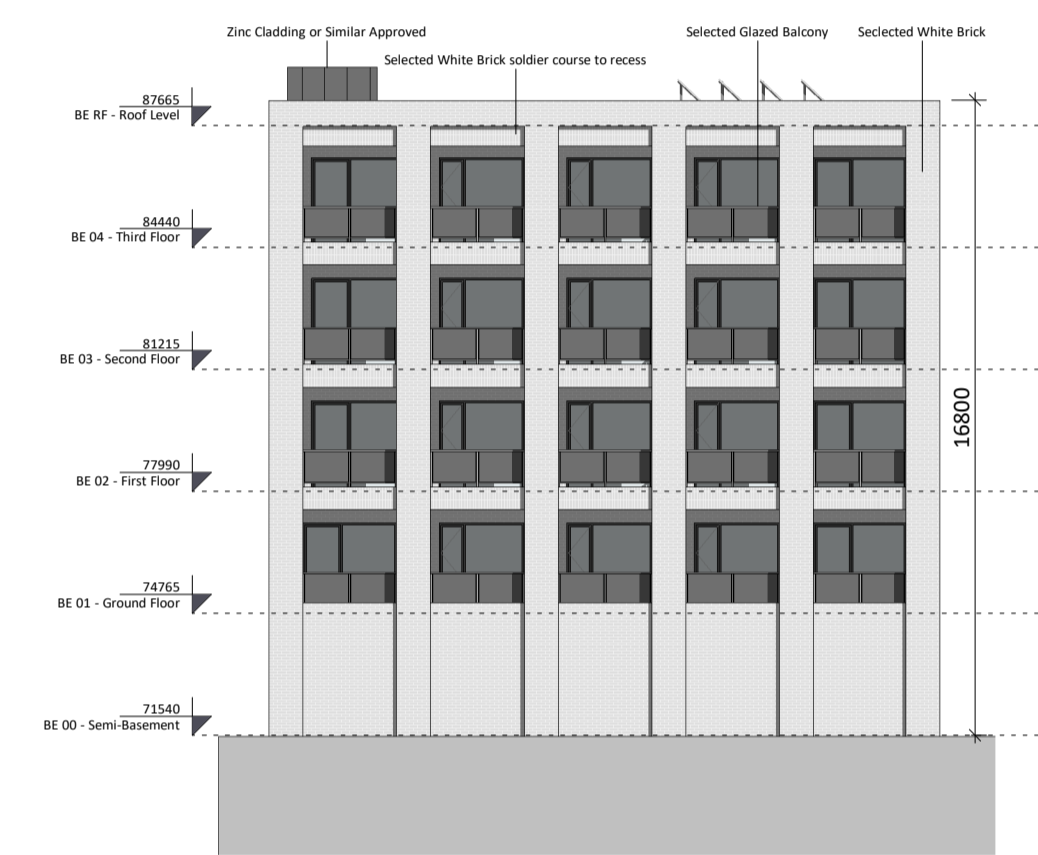 Zinc Cladding or Similar Approved
Selected White Brick soldier course to recess
Selected Glazed Balcony
Seclected White Brick
87665
BE RF - Roof Level
84440
BE 04 - Third Floor
81215
BE 03 - Second Floor
77990
BE 02 - First Floor
74765
BE 01 - Ground Floor
71540
BE 00 - Semi-Basement
16800